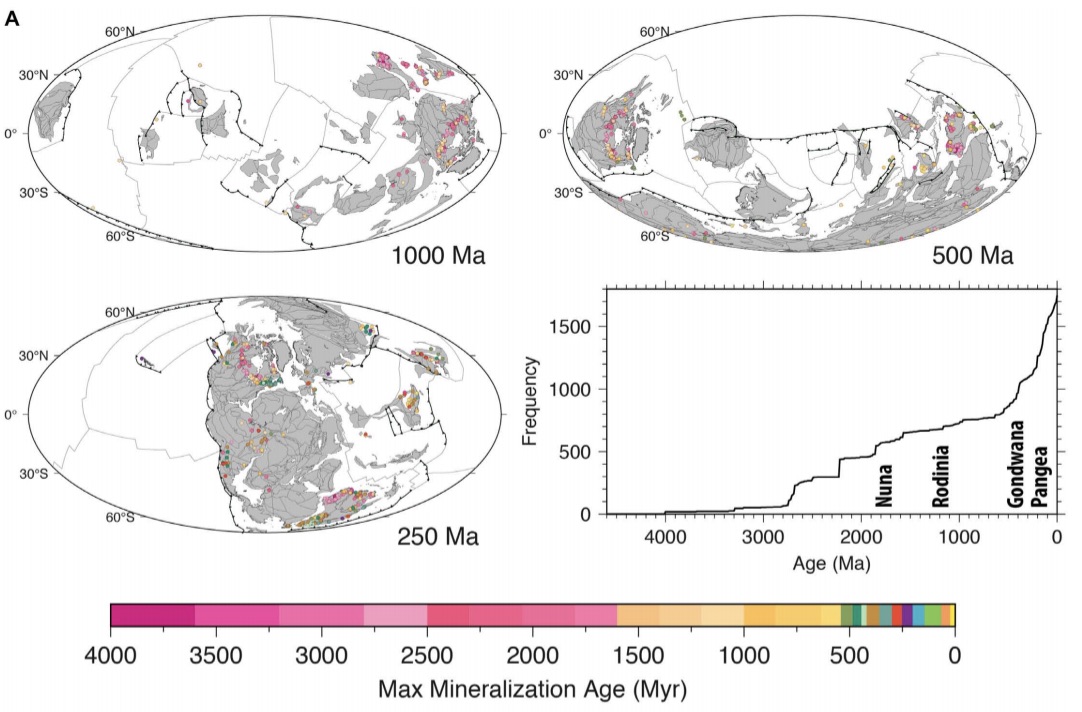 A
60°N
30°N
0°
30°S
60°S
1000 Ma
60°N
30°N
0°
30°S
60°S
500 Ma
60°N
30°N
0°
30°S
60°S
250 Ma
Frequency
1500
1000
500
0
Nuna
Rodinia
Gondwana
Pangea
4000 3000 2000 1000 0
Age (Ma)
4000 3500 3000 2500 2000 1500 1000 500 0
Max Mineralization Age (Myr)